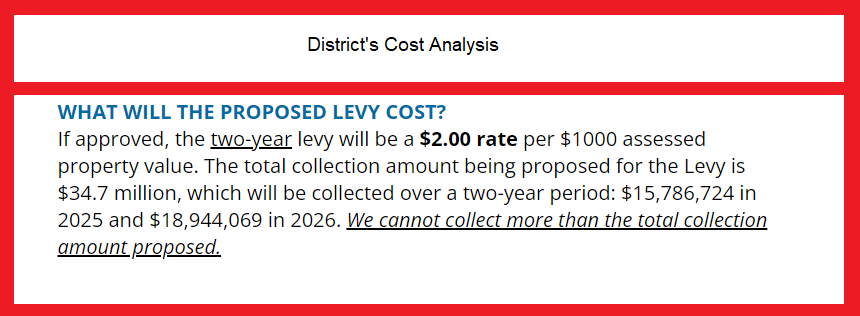 District's Cost Analysis
WHAT WILL THE PROPOSED LEVY COST?
If approved, the two-year levy will be a $2.00 rate per $1000 assessed
property value. The total collection amount being proposed for the Levy is
$34.7 million, which will be collected over a two-year period: $15,786,724 in
2025 and $18,944,069 in 2026. We cannot collect more than the total collection
amount proposed.